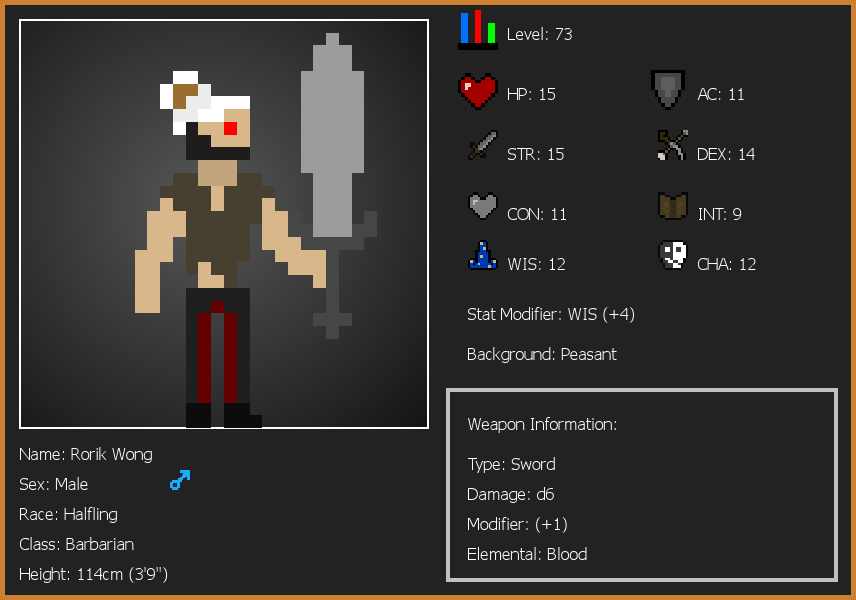 Level: 73
HP: 15
AC: 11
STR: 15
DEX: 14
CON: 11
INT: 9
WIS: 12
CHA: 12
Stat Modifier: WIS (+4)
Background: Peasant
Weapon Information:
Type: Sword
Damage: d6
Modifier: (+1)
Elemental: Blood
Name: Rorik Wong
Sex: Male
Race: Halfling
Class: Barbarian
Height: 114cm (3'9")